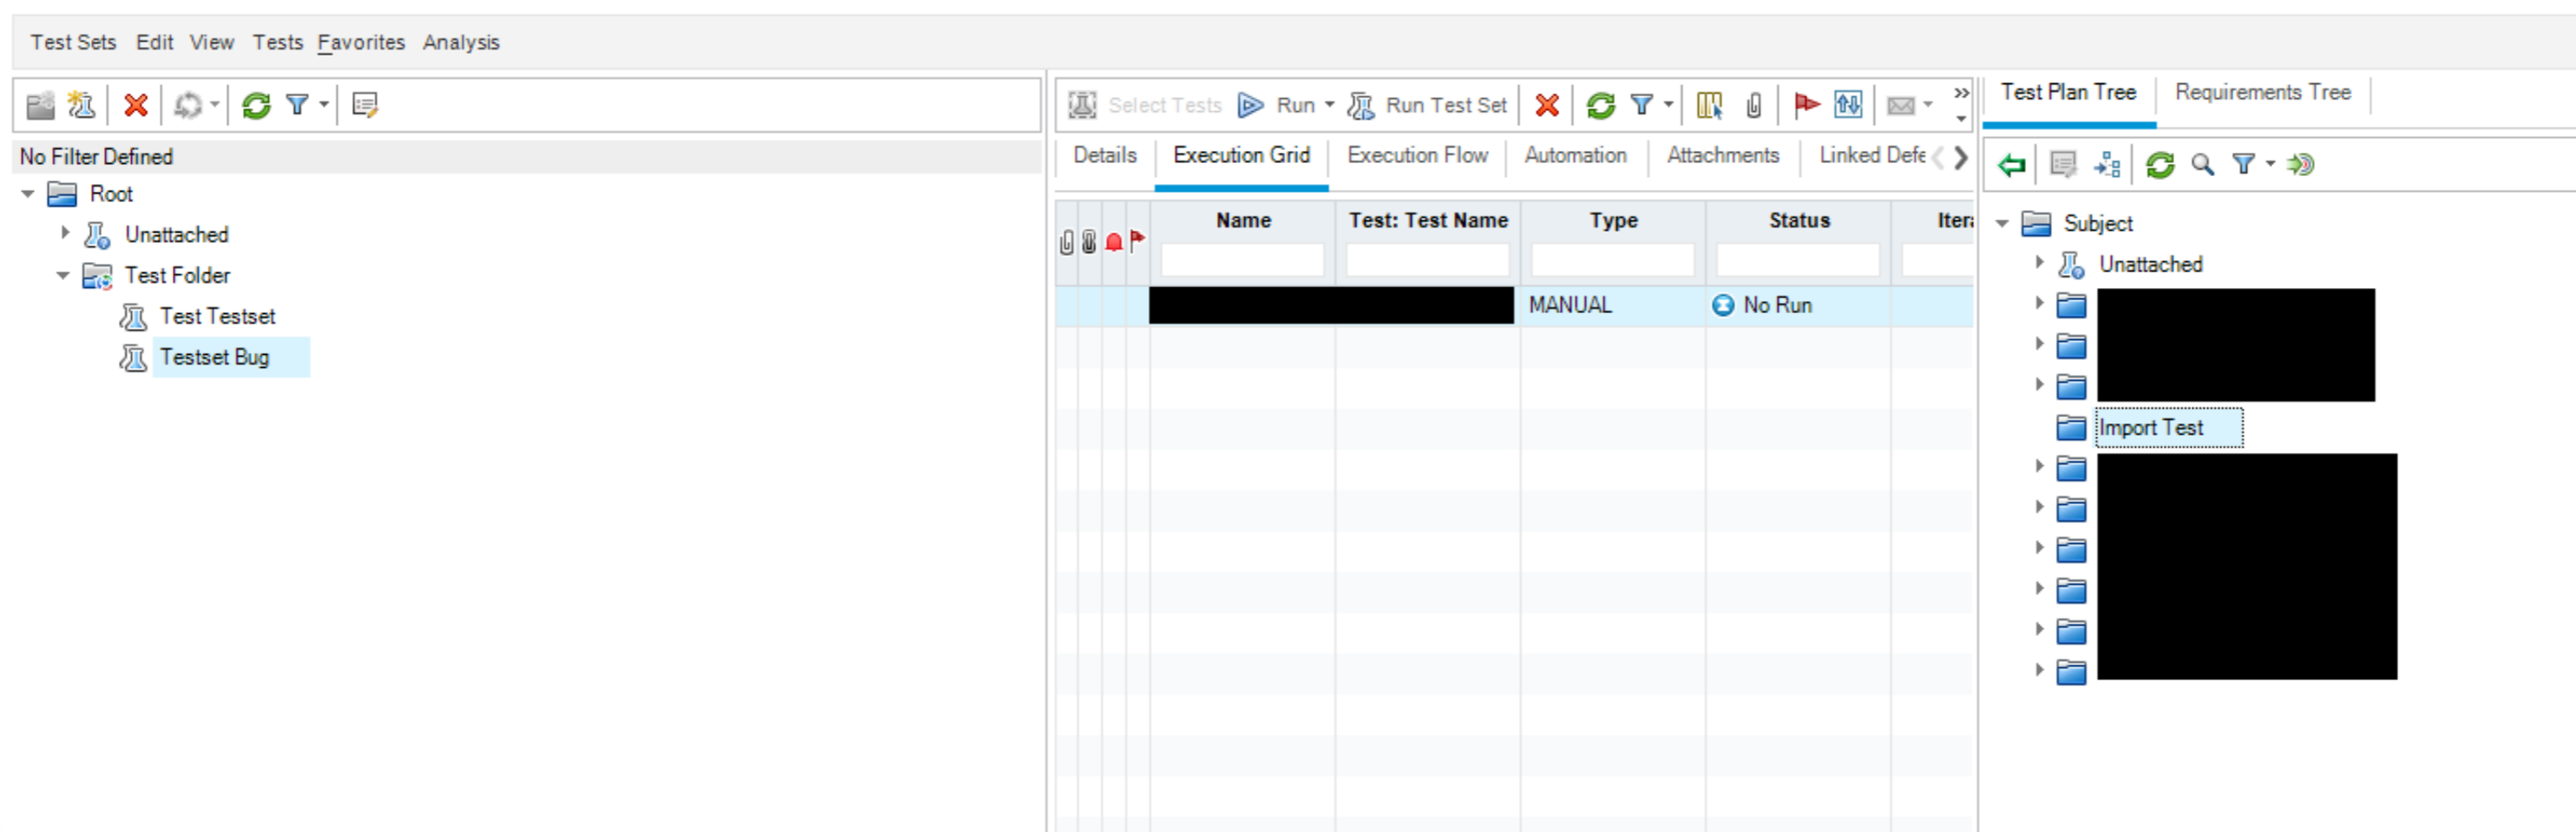 Test Sets Edit View Tests Favorites Analysis
Select Tests Run Run Test Set
Test Plan Tree Requirements Tree
No Filter Defined
Root
Unattached
Test Folder
Test Testset
Testset Bug
Details Execution Grid Execution Flow Automation Attachments Linked Defe
Name Test: Test Name Type Status Itera
MANUAL No Run
Subject
Unattached
Import Test